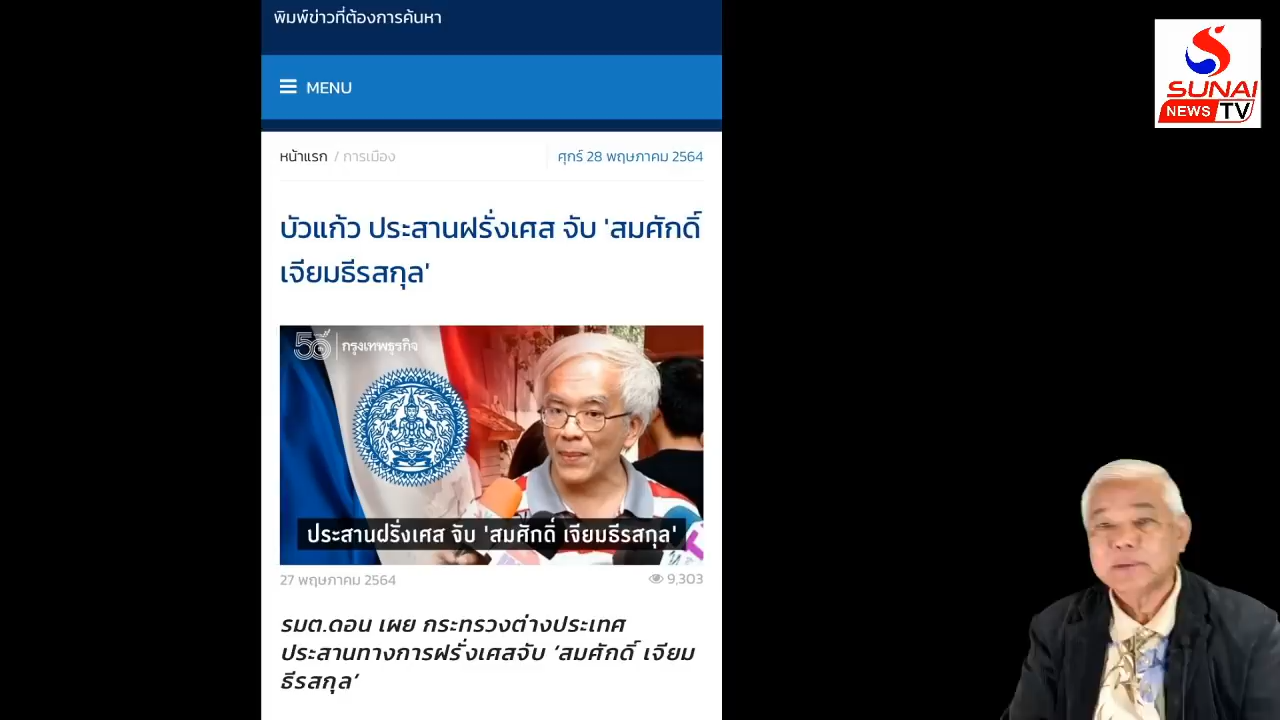 พิมพ์ข่าวที่ต้องการค้นหา
SUNAI
NEWS TV
MENU
หน้าแรก / การเมือง
ศุกร์ 28 พฤษภาคม 2564
บัวแก้ว ประสานฝรั่งเศส จับ 'สมศักดิ์
เจียมธีรสกุล'
50 ปี กรุงเทพธุรกิจ
ประสานฝรั่งเศส จับ 'สมศักดิ์ เจียมธีรสกุล'
27 พฤษภาคม 2564
9,303
รมต.ดอน เผย กระทรวงต่างประเทศ
ประสานทางการฝรั่งเศสจับ ‘สมศักดิ์ เจียม
ธีรสกุล’